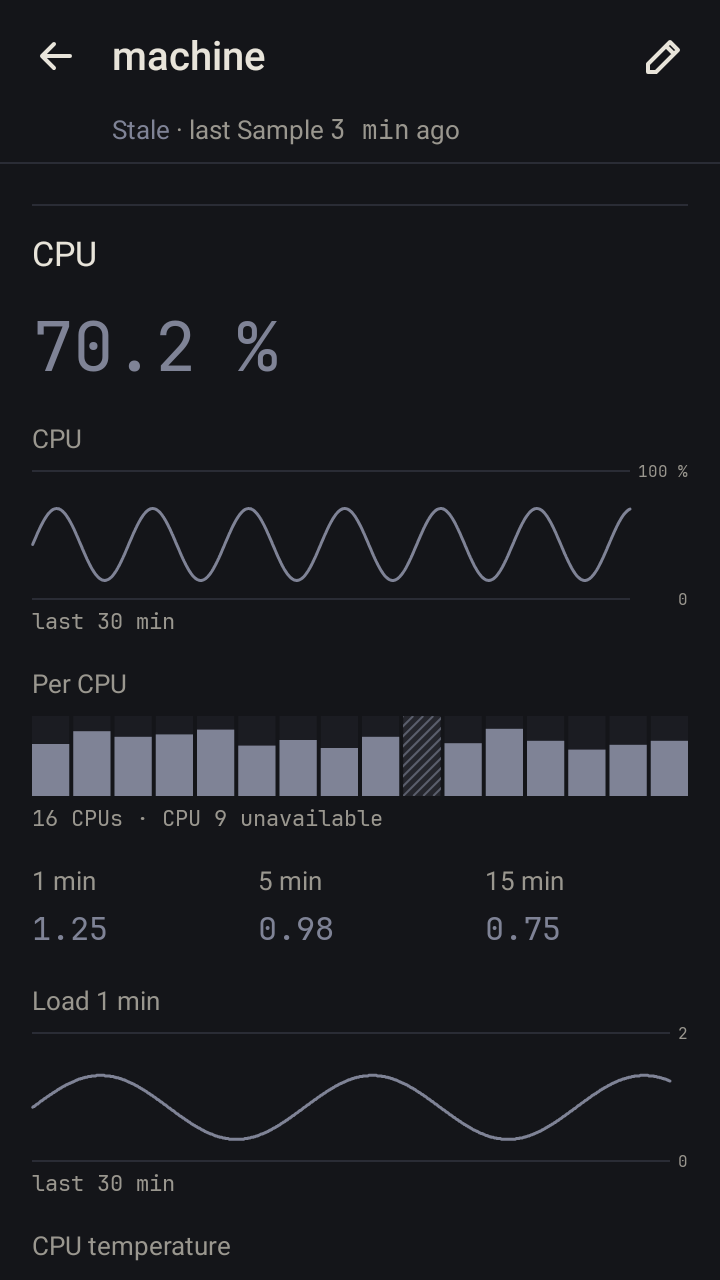 machine
Stale · last Sample 3 min ago
CPU
70.2 %
CPU
100 %
0
last 30 min
Per CPU
16 CPUs · CPU 9 unavailable
1 min 5 min 15 min
1.25 0.98 0.75
Load 1 min
2
0
last 30 min
CPU temperature